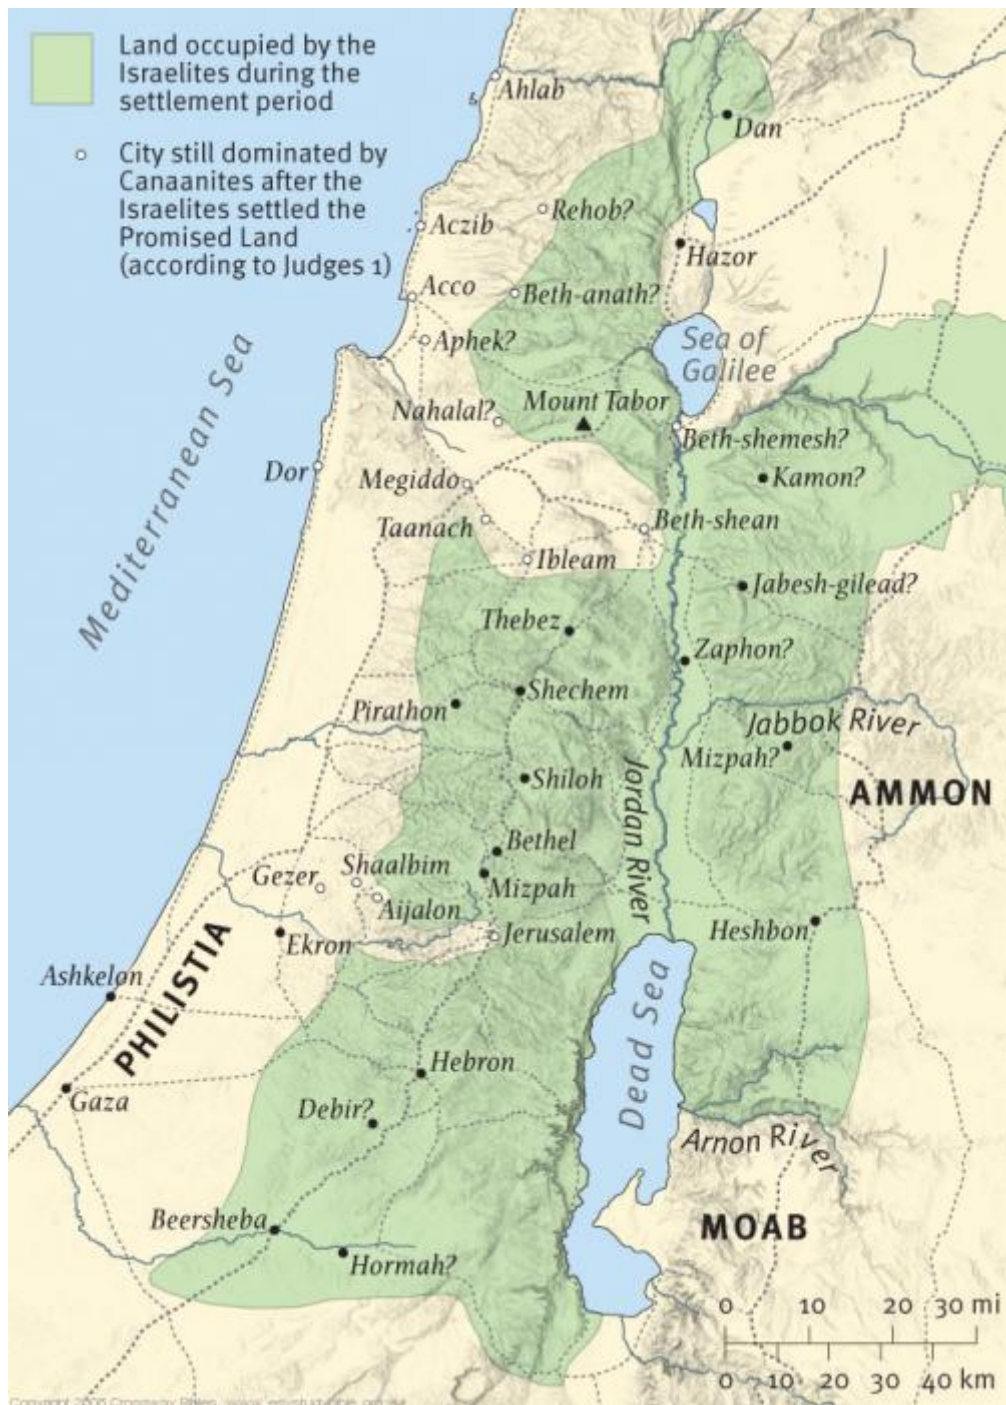 Land occupied by the
Israelites during the
settlement period
City still dominated by
Canaanites after the
Israelites settled the
Promised Land
(according to Judges 1)
Ahlab
Dan
Rehob?
Aczib
Hazor
Acco
Beth-anath?
Aphek?
Sea of
Galilee
Mediterranean Sea
Nahalal?
Mount Tabor
Beth-shemesh?
Dor
Megiddo
Kamon?
Taanach
Beth-shean
Ibleam
Jabesh-gilead?
Thebez
Zaphon?
Shechem
Pirathon
Jabbok River
Mizpah?
Shiloh
Jordan River
AMMON
Bethel
Shaalbim
Gezer
Mizpah
Aijalon
Jerusalem
Heshbon
Ekron
Ashkelon
PHILISTIA
Dead Sea
Hebron
Gaza
Debir?
Arnon River
Beersheba
MOAB
Hormah?
0 10 20 30 mi
0 10 20 30 40 km